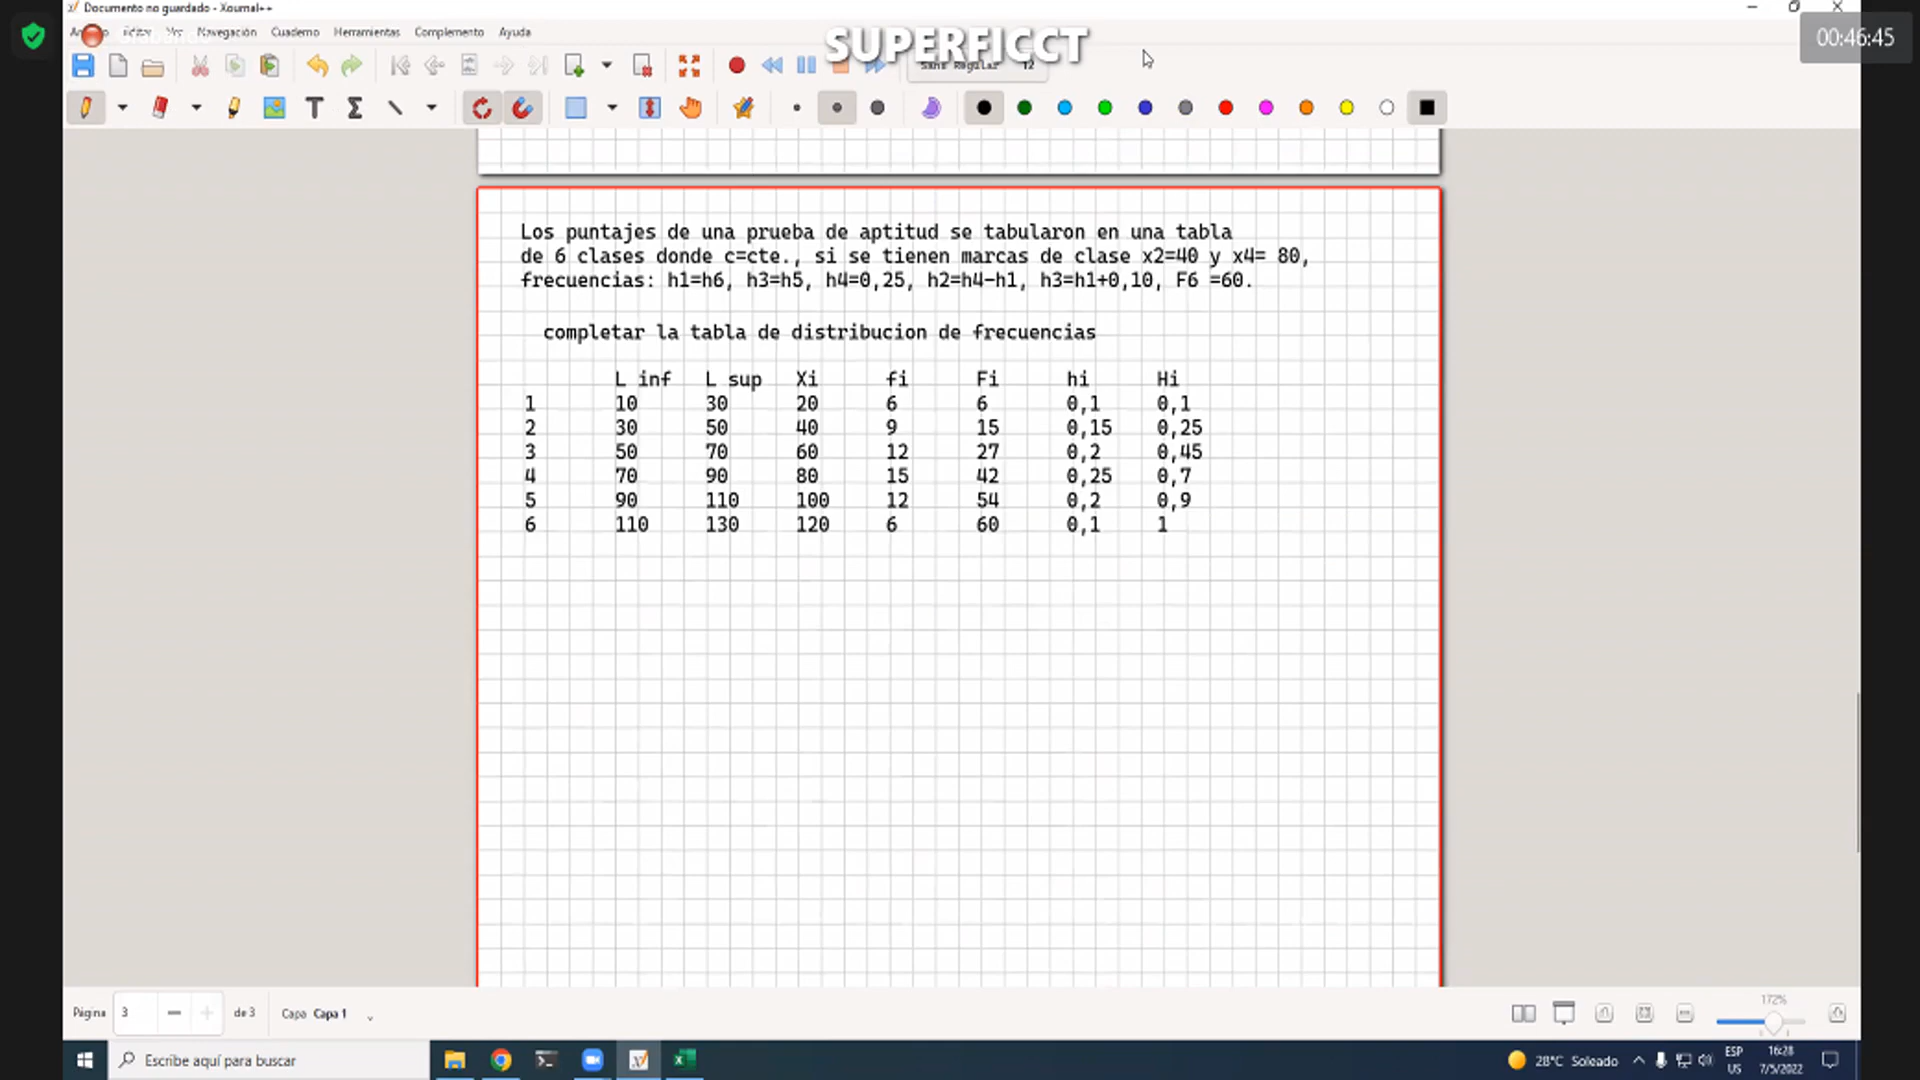 Documento no guardado - Xournal++
00:46:45
Navegación Cuaderno Herramientas Complemento Ayuda
SUPERFICCT
Sans Regular 12
Los puntajes de una prueba de aptitud se tabularon en una tabla
de 6 clases donde c=cte., si se tienen marcas de clase x2=40 y x4= 80,
frecuencias: h1=h6, h3=h5, h4=0,25, h2=h4-h1, h3=h1+0,10, F6 =60.
completar la tabla de distribucion de frecuencias
L inf L sup Xi fi Fi hi Hi
1 10 30 20 6 6 0,1 0,1
2 30 50 40 9 15 0,15 0,25
3 50 70 60 12 27 0,2 0,45
4 70 90 80 15 42 0,25 0,7
5 90 110 100 12 54 0,2 0,9
6 110 130 120 6 60 0,1 1
Página 3 de 3 Capa Capa 1
172%
Escribe aquí para buscar
28°C Soleado
ESP
US
16:28
7/5/2022